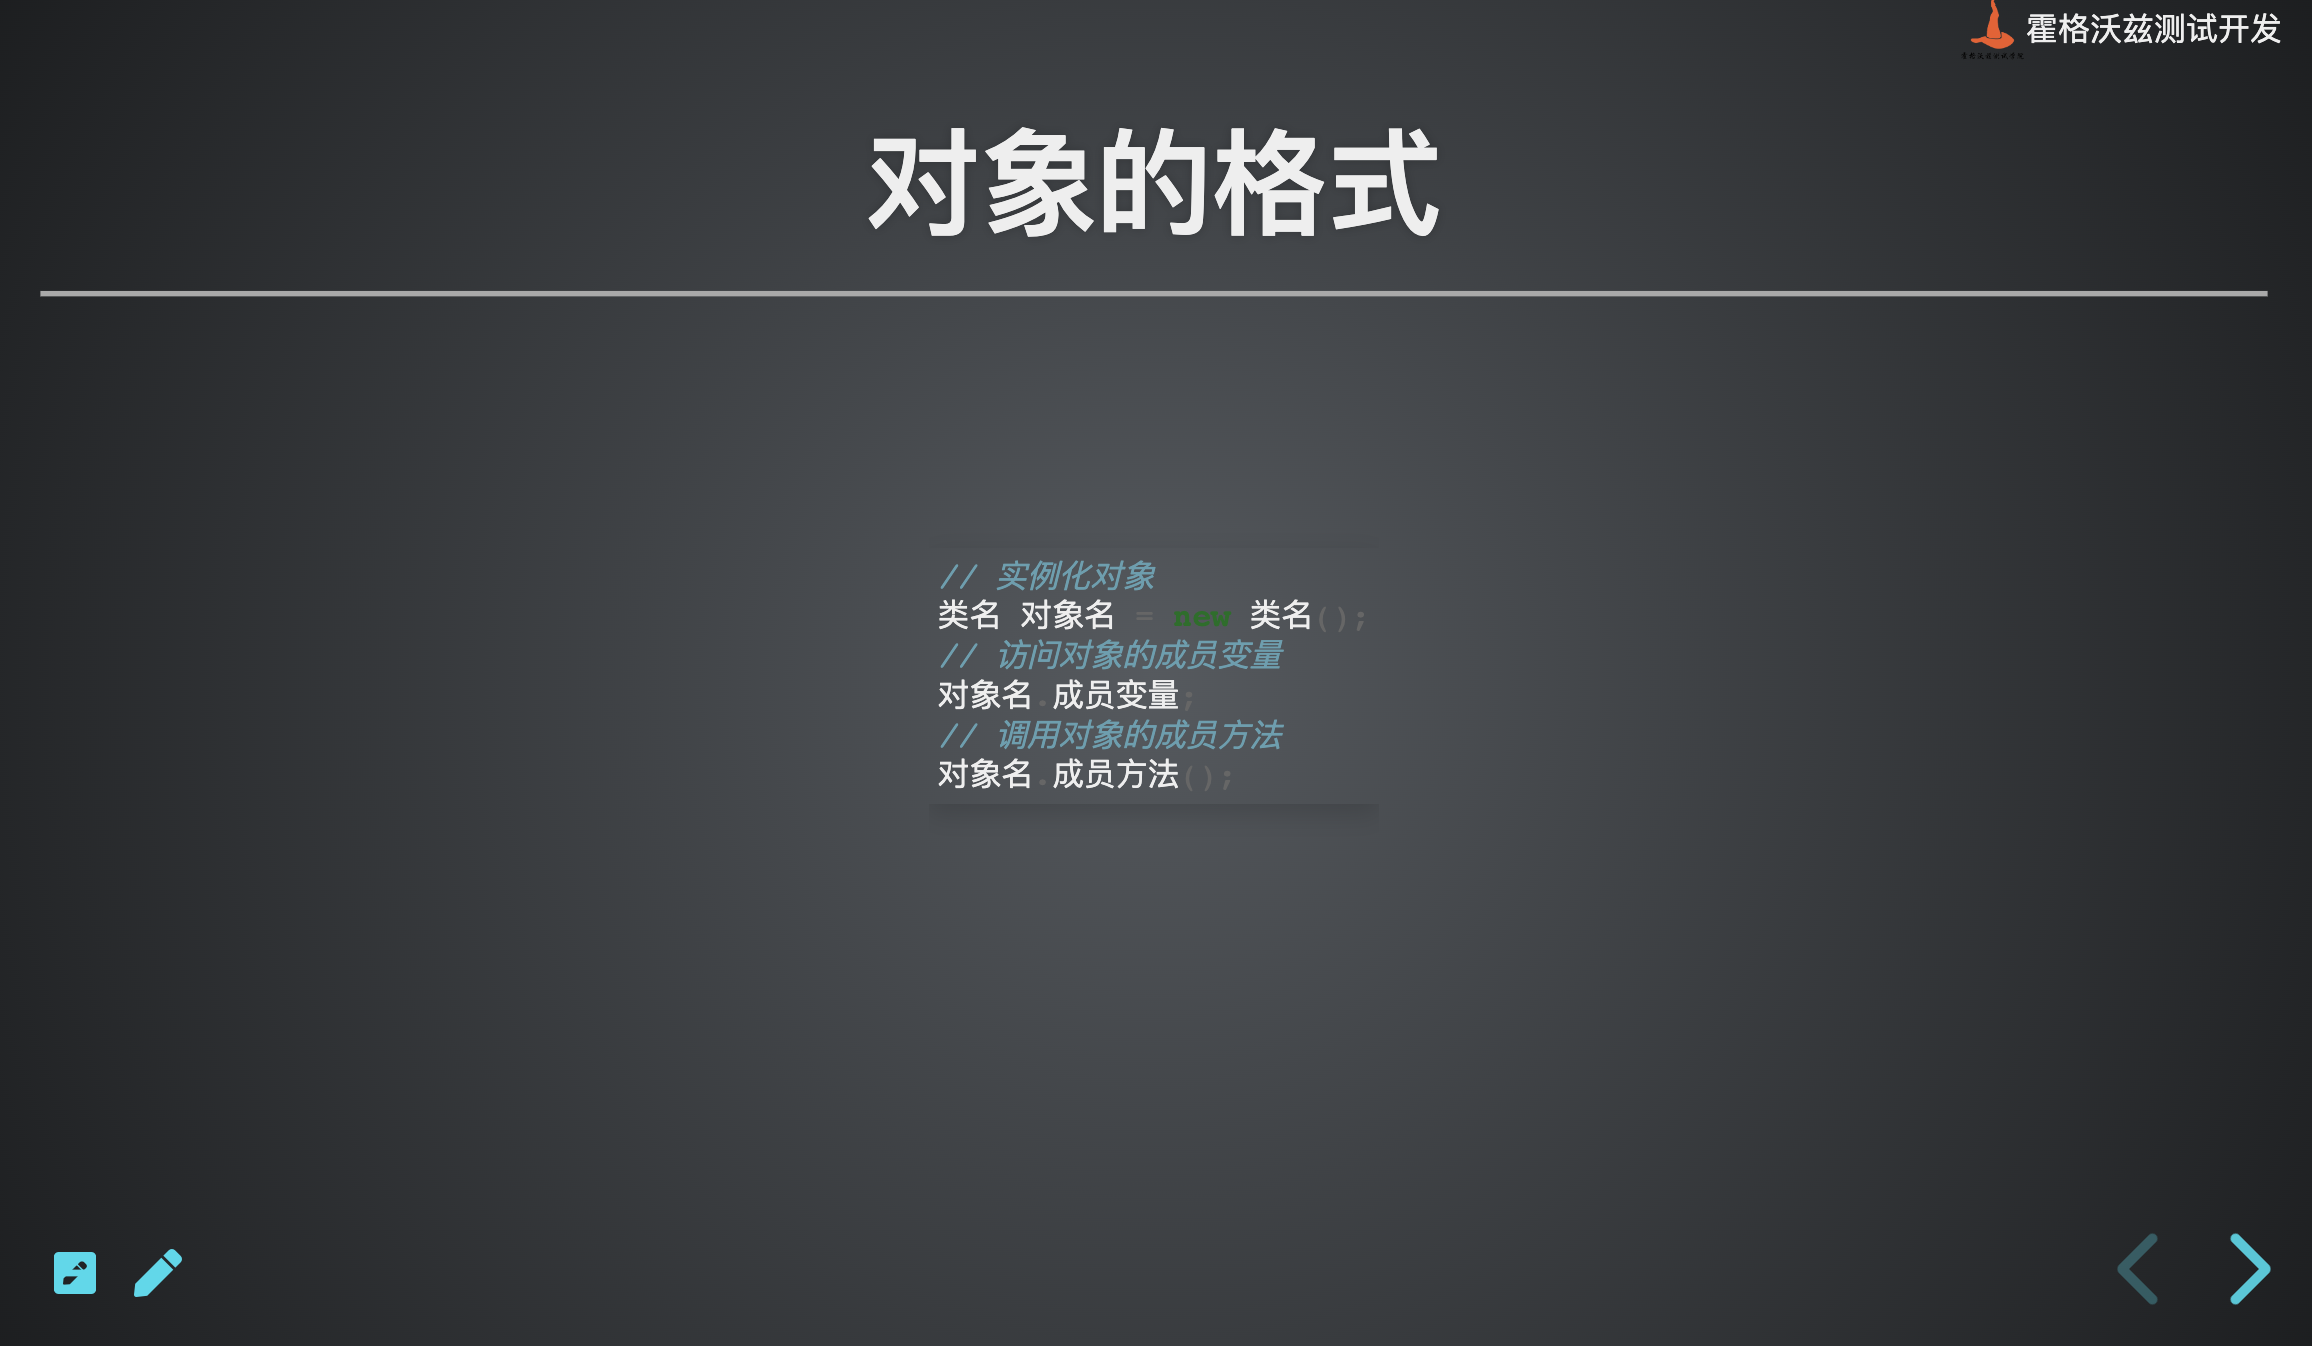 霍格沃兹测试开发
对象的格式
// 实例化对象
类名 对象名 = new 类名();
// 访问对象的成员变量
对象名.成员变量;
// 调用对象的成员方法
对象名.成员方法();